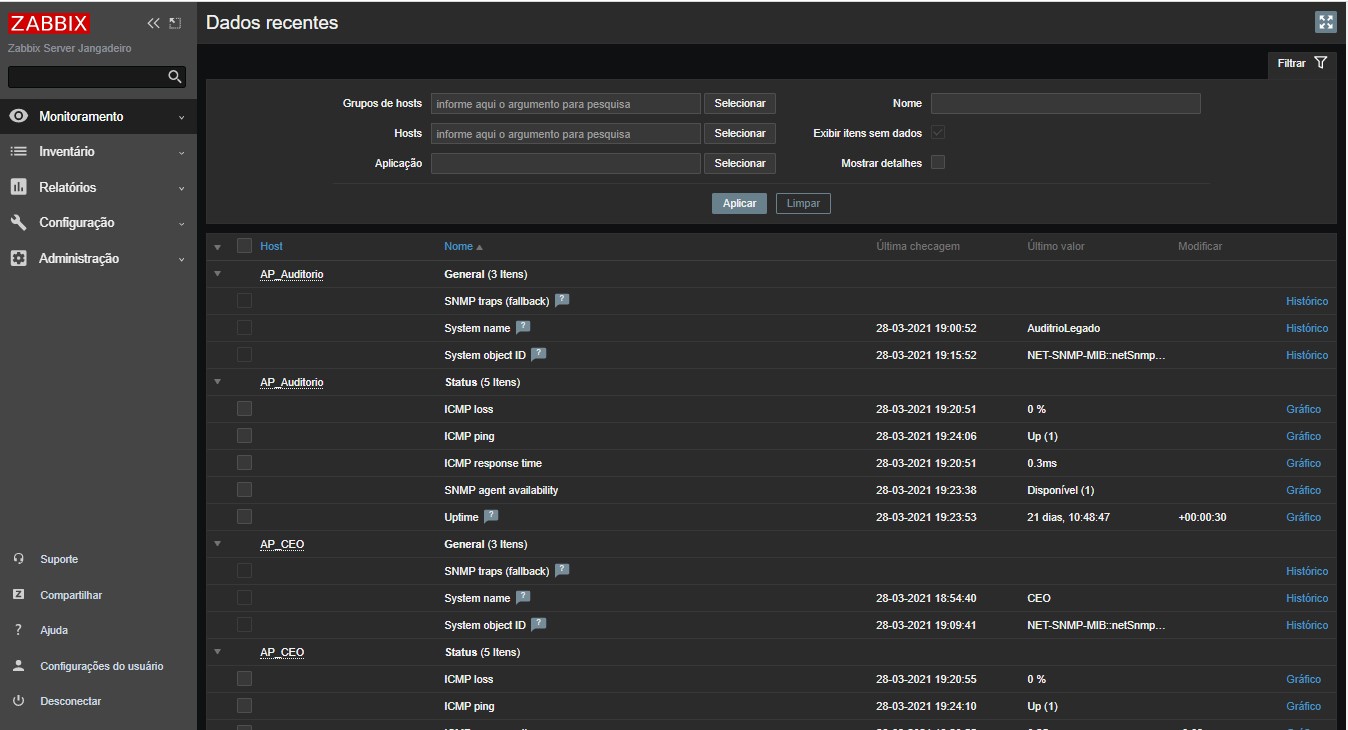 ZABBIX
Zabbix Server Jangadeiro
Monitoramento
Inventário
Relatórios
Configuração
Administração
Suporte
Compartilhar
Ajuda
Configurações do usuário
Desconectar
Dados recentes
Filtrar
Grupos de hosts informe aqui o argumento para pesquisa Selecionar Nome
Hosts informe aqui o argumento para pesquisa Selecionar Exibir itens sem dados
Aplicação Selecionar Mostrar detalhes
Aplicar Limpar
Host Nome Última checagem Último valor Modificar
AP_Auditorio General (3 Itens)
SNMP traps (fallback) ? Histórico
System name ? 28-03-2021 19:00:52 AuditrioLegado Histórico
System object ID ? 28-03-2021 19:15:52 NET-SNMP-MIB::netSnmp... Histórico
AP_Auditorio Status (5 Itens)
ICMP loss 28-03-2021 19:20:51 0 % Gráfico
ICMP ping 28-03-2021 19:24:06 Up (1) Gráfico
ICMP response time 28-03-2021 19:20:51 0.3ms Gráfico
SNMP agent availability 28-03-2021 19:23:38 Disponível (1) Gráfico
Uptime ? 28-03-2021 19:23:53 21 dias, 10:48:47 +00:00:30 Gráfico
AP_CEO General (3 Itens)
SNMP traps (fallback) ? Histórico
System name ? 28-03-2021 18:54:40 CEO Histórico
System object ID ? 28-03-2021 19:09:41 NET-SNMP-MIB::netSnmp... Histórico
AP_CEO Status (5 Itens)
ICMP loss 28-03-2021 19:20:55 0 % Gráfico
ICMP ping 28-03-2021 19:24:10 Up (1) Gráfico